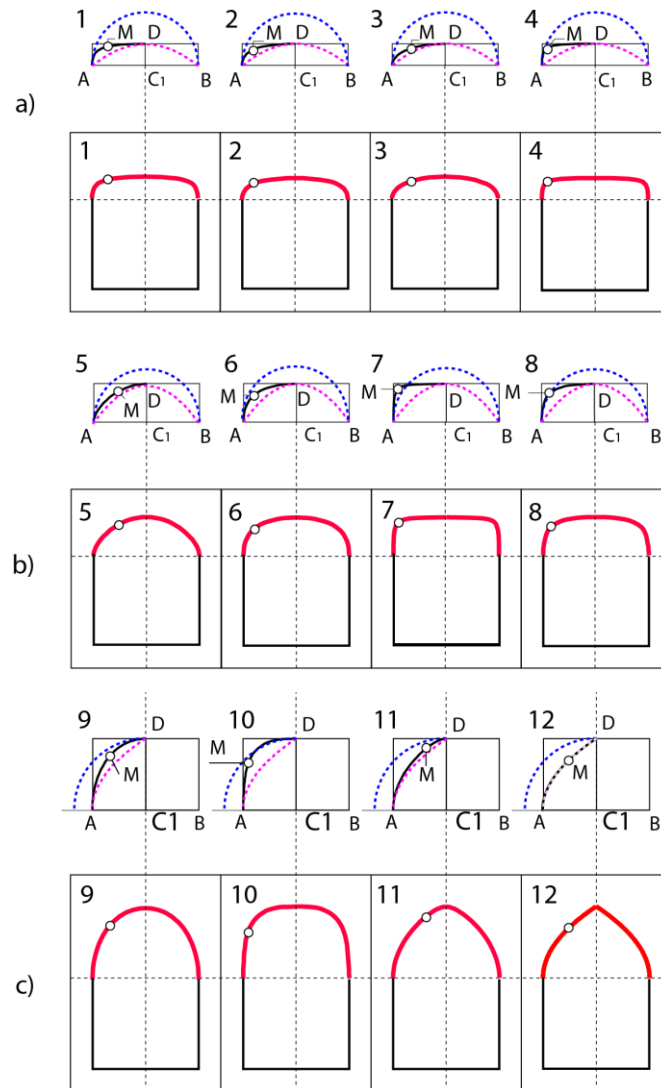 1 2 3 4
M D M D M D M D
A C1 B A C1 B A C1 B A C1 B
a)
1 2 3 4
5 6 7 8
M M M M
D D D D
A C1 B A C1 B A C1 B A C1 B
5 6 7 8
b)
9 D 10 D 11 D 12 D
M M M M
A C1 B A C1 B A C1 B A C1 B
9 10 11 12
c)